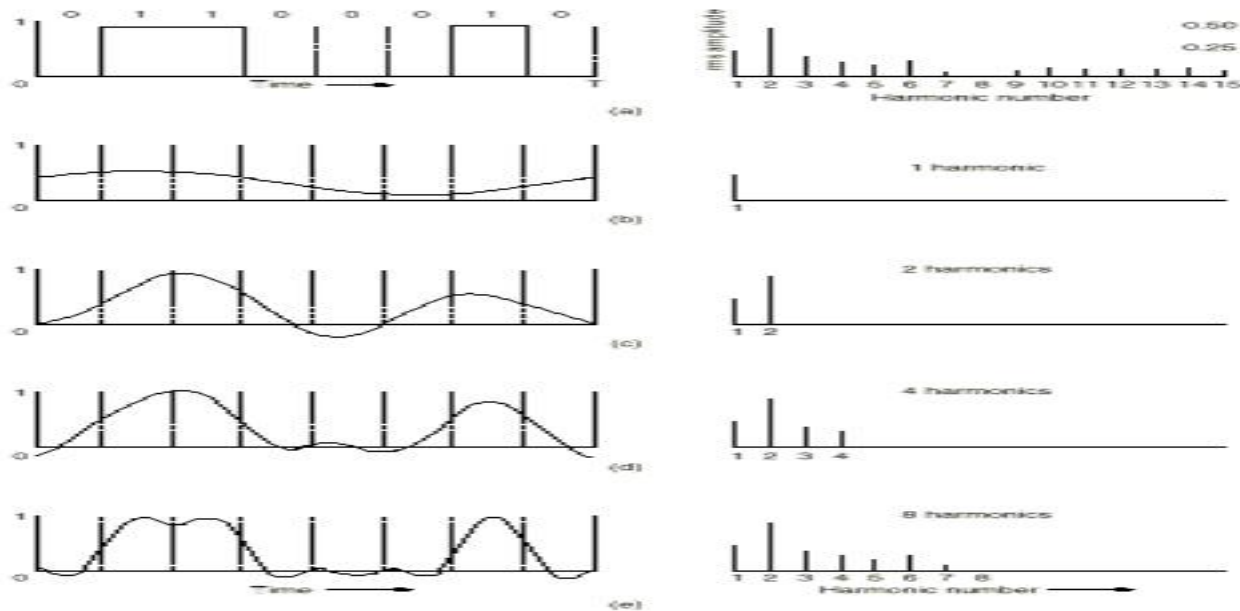 0 1 1 0 0 0 1 0
1
0
Time
T
(a)
rms amplitude
0.50
0.25
1 2 3 4 5 6 7 8 9 10 11 12 13 14 15
Harmonic number
1
0
(b)
1 harmonic
1
1
0
(c)
2 harmonics
1 2
1
0
(d)
4 harmonics
1 2 3 4
1
0
Time
(e)
8 harmonics
1 2 3 4 5 6 7 8
Harmonic number